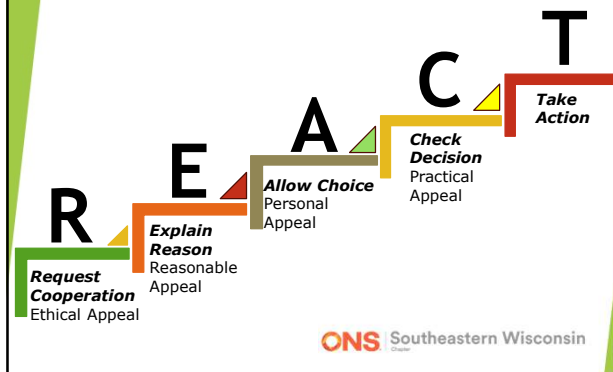 R
Request
Cooperation
Ethical Appeal
E
Explain
Reason
Reasonable
Appeal
A
Allow Choice
Personal
Appeal
C
Check
Decision
Practical
Appeal
T
Take
Action
ONS Southeastern Wisconsin
Chapter